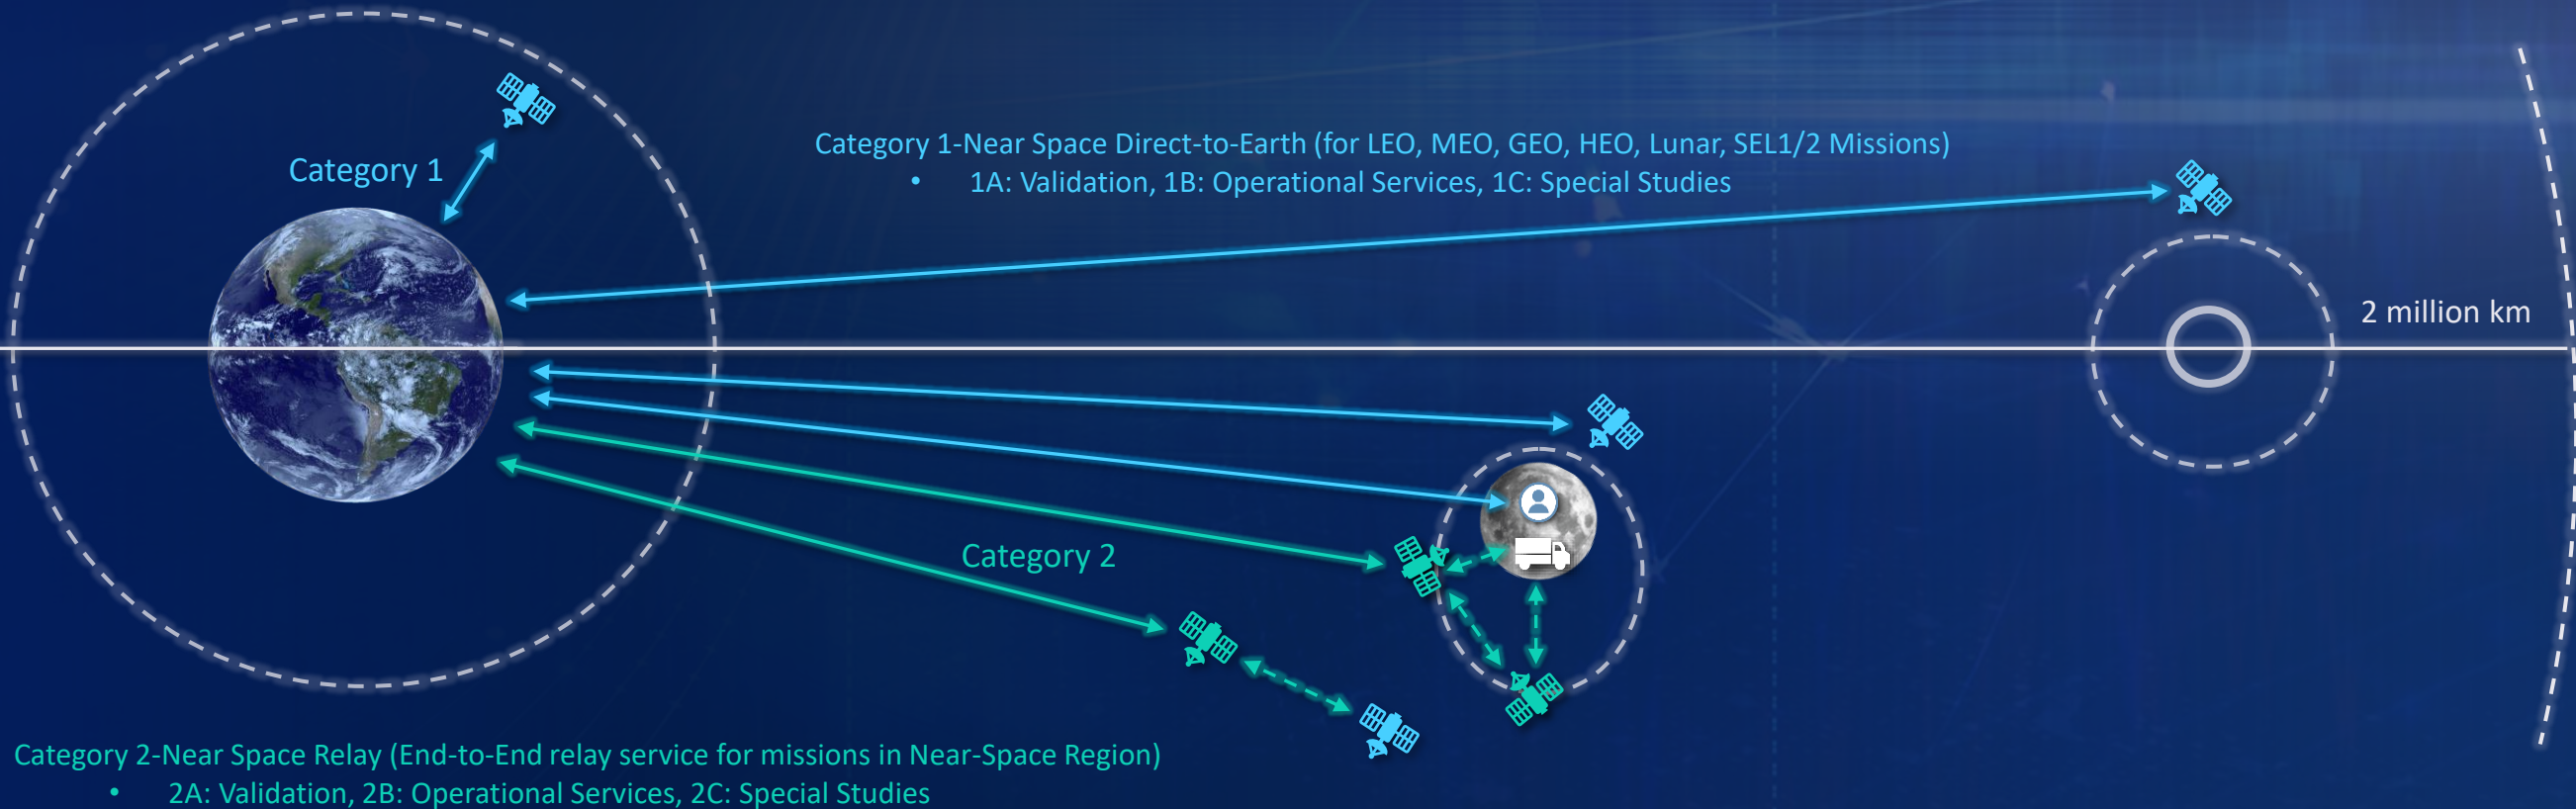 Category 1
Category 1-Near Space Direct-to-Earth (for LEO, MEO, GEO, HEO, Lunar, SEL1/2 Missions)
• 1A: Validation, 1B: Operational Services, 1C: Special Studies
2 million km
Category 2
Category 2-Near Space Relay (End-to-End relay service for missions in Near-Space Region)
• 2A: Validation, 2B: Operational Services, 2C: Special Studies